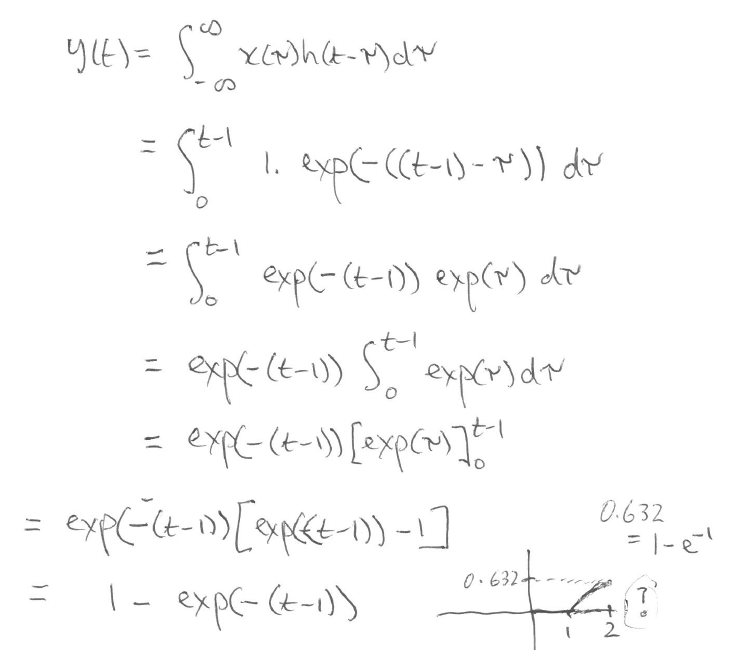 y(t) = ∫_{-∞}^{∞} x(τ)h(t-τ)dτ
= ∫_0^{t-1} 1. exp(-((t-1)-τ)) dτ
= ∫_0^{t-1} exp(-(t-1)) exp(τ) dτ
= exp(-(t-1)) ∫_0^{t-1} exp(τ)dτ
= exp(-(t-1)) [exp(τ)]_0^{t-1}
= exp(-(t-1)) [exp((t-1)) - 1]
= 1 - exp(-(t-1))
0.632
= 1-e^{-1}
0.632
1 2
?